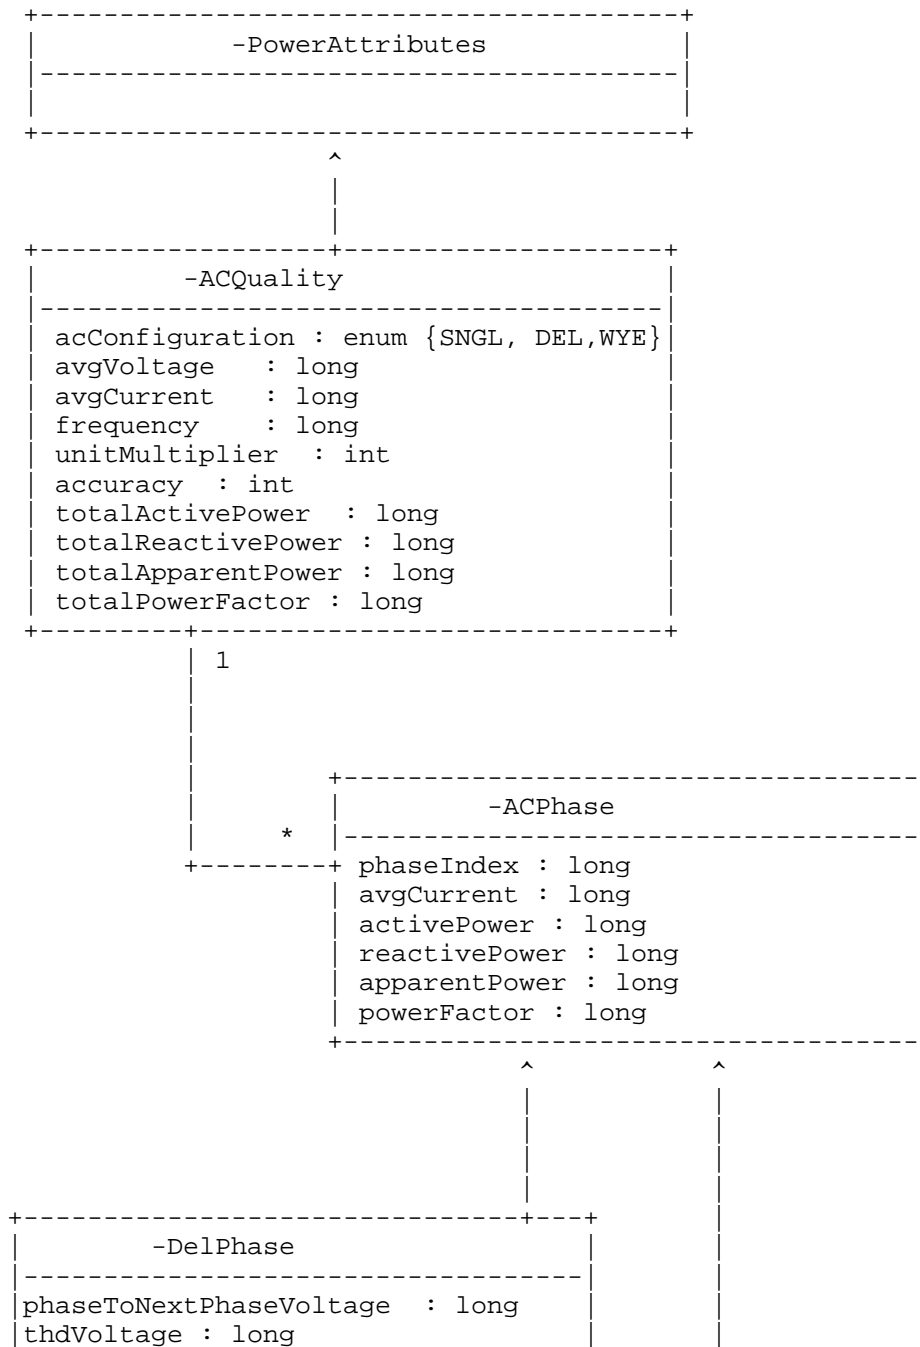 -PowerAttributes
-ACQuality
acConfiguration : enum {SNGL, DEL,WYE}
avgVoltage : long
avgCurrent : long
frequency : long
unitMultiplier : int
accuracy : int
totalActivePower : long
totalReactivePower : long
totalApparentPower : long
totalPowerFactor : long
1
-ACPhase
*
phaseIndex : long
avgCurrent : long
activePower : long
reactivePower : long
apparentPower : long
powerFactor : long
-DelPhase
phaseToNextPhaseVoltage : long
thdVoltage : long